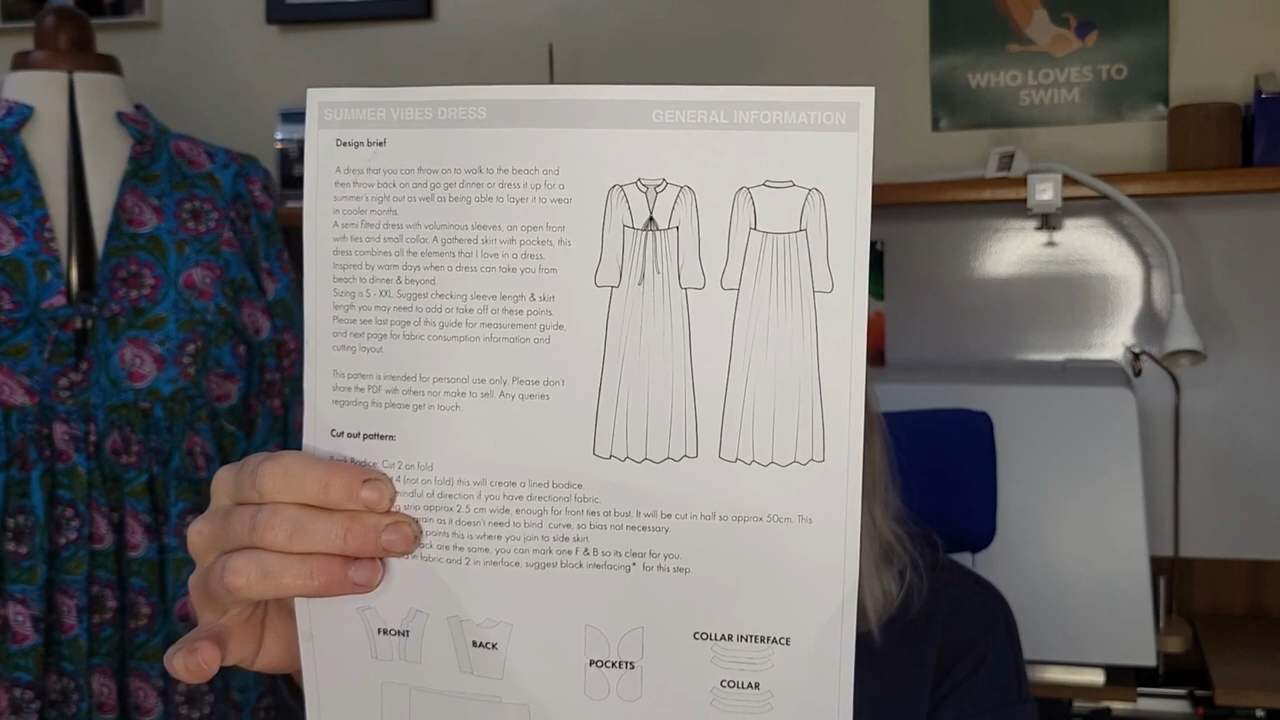 WHO LOVES TO
SWIM
SUMMER VIBES DRESS
GENERAL INFORMATION
Design brief
A dress that you can throw on to walk to the beach and
then throw back on and go get dinner or dress it up for a
summer's night out as well as being able to layer it to wear
in cooler months.
A semi fitted dress with voluminous sleeves, an open front
with ties and small collar. A gathered skirt with pockets, this
dress combines all the elements that I love in a dress.
Inspired by warm days when a dress can take you from
beach to dinner & beyond.
Sizing is S - XXL. Suggest checking sleeve length & skirt
length you may need to add or take off at these points.
Please see last page of this guide for measurement guide,
and next page for fabric consumption information and
cutting layout.
This pattern is intended for personal use only. Please don't
share the PDF with others nor make to sell. Any queries
regarding this please get in touch.
Cut out pattern:
Back Bodice: Cut 2 on fold
4 (not on fold) this will create a lined bodice.
mindful of direction if you have directional fabric.
strip approx 2.5 cm wide, enough for front ties at bust. It will be cut in half so approx 50cm. This
grain as it doesn't need to bind curve, so bias not necessary.
points this is where you join to side skirt.
are the same, you can mark one F & B so its clear for you.
in fabric and 2 in interface, suggest block interfacing* for this step.
FRONT
BACK
POCKETS
COLLAR INTERFACE
COLLAR